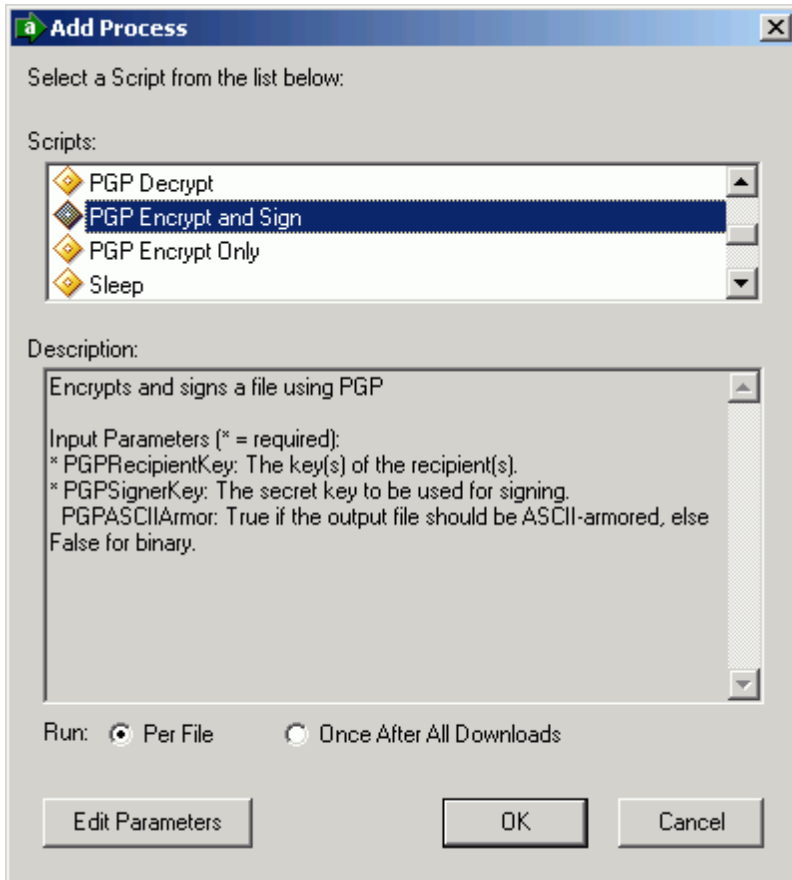 a Add Process
Select a Script from the list below:
Scripts:
PGP Decrypt
PGP Encrypt and Sign
PGP Encrypt Only
Sleep
Description:
Encrypts and signs a file using PGP
Input Parameters (* = required):
* PGPRecipientKey: The key(s) of the recipient(s).
* PGPSignerKey: The secret key to be used for signing.
PGPASCIIArmor: True if the output file should be ASCII-armored, else
False for binary.
Run: Per File Once After All Downloads
Edit Parameters OK Cancel